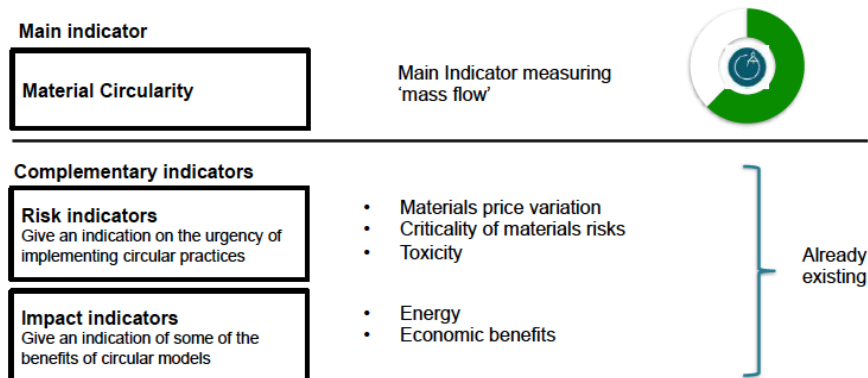 Main indicator
Material Circularity
Main Indicator measuring
‘mass flow’
Complementary indicators
Risk indicators
Give an indication on the urgency of
implementing circular practices
• Materials price variation
• Criticality of materials risks
• Toxicity
Already
existing
Impact indicators
Give an indication of some of the
benefits of circular models
• Energy
• Economic benefits